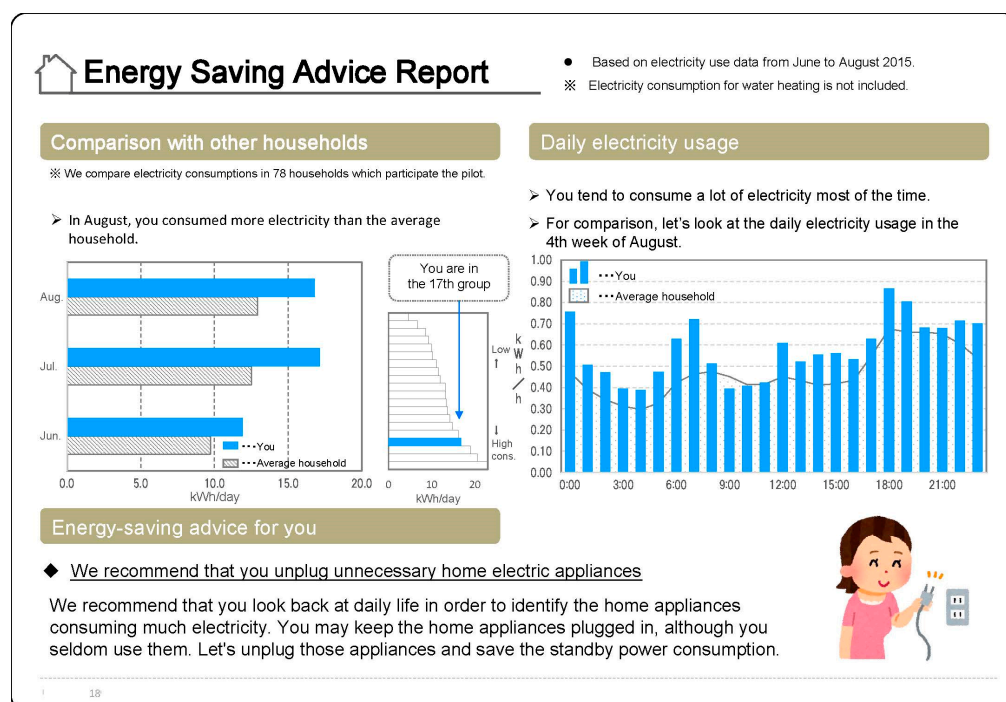 Energy Saving Advice Report
● Based on electricity use data from June to August 2015.
※ Electricity consumption for water heating is not included.
Comparison with other households
※ We compare electricity consumptions in 78 households which participate the pilot.
➢ In August, you consumed more electricity than the average
household.
Aug.
Jul.
Jun.
▪▪▪You
▪▪▪Average household
0.0 5.0 10.0 15.0 20.0
kWh/day
You are in
the 17th group
Low
↑
↓
High
cons.
0 10 20
kWh/day
Daily electricity usage
➢ You tend to consume a lot of electricity most of the time.
➢ For comparison, let's look at the daily electricity usage in the
4th week of August.
kWh/h
1.00
0.90
0.80
0.70
0.60
0.50
0.40
0.30
0.20
0.10
0.00
▪▪▪You
▪▪▪Average household
0:00 3:00 6:00 9:00 12:00 15:00 18:00 21:00
Energy-saving advice for you
◆ We recommend that you unplug unnecessary home electric appliances
We recommend that you look back at daily life in order to identify the home appliances
consuming much electricity. You may keep the home appliances plugged in, although you
seldom use them. Let's unplug those appliances and save the standby power consumption.
18